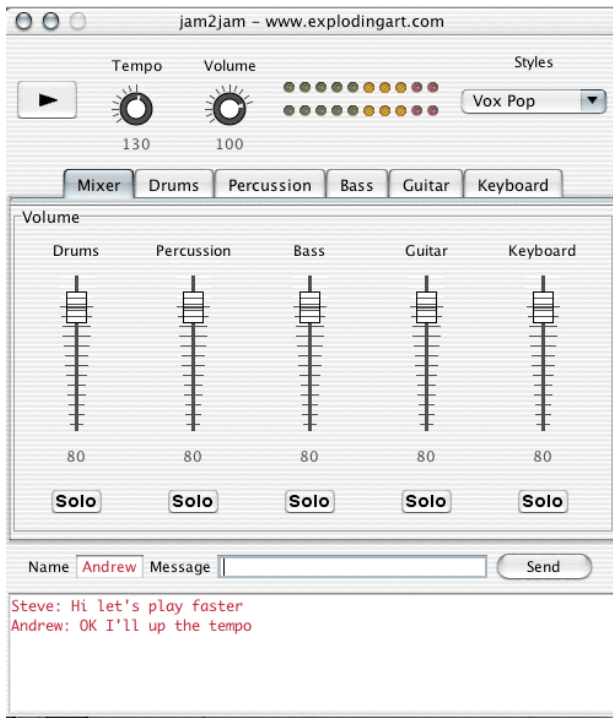 jam2jam – www.explodingart.com
Tempo Volume Styles
Vox Pop
130 100
Mixer Drums Percussion Bass Guitar Keyboard
Volume
Drums Percussion Bass Guitar Keyboard
80 80 80 80 80
Solo Solo Solo Solo Solo
Name Andrew Message Send
Steve: Hi let's play faster
Andrew: OK I'll up the tempo